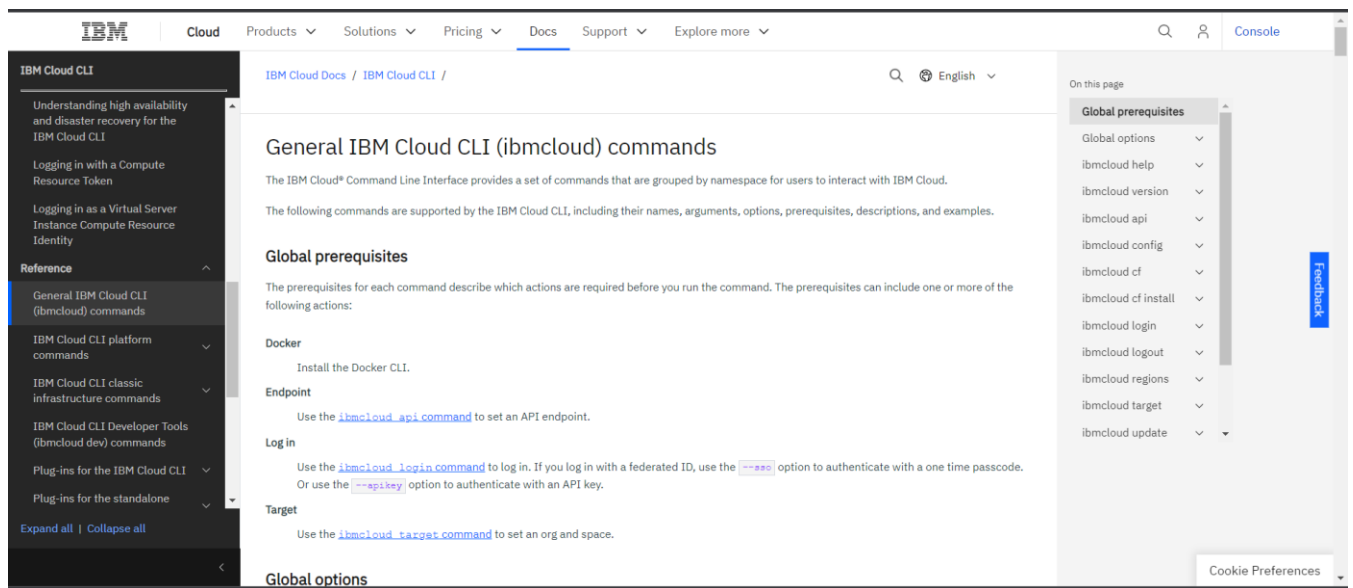 IBM Cloud Products Solutions Pricing Docs Support Explore more Console
IBM Cloud CLI
Understanding high availability
and disaster recovery for the
IBM Cloud CLI
Logging in with a Compute
Resource Token
Logging in as a Virtual Server
Instance Compute Resource
Identity
Reference
General IBM Cloud CLI
(ibmcloud) commands
IBM Cloud CLI platform
commands
IBM Cloud CLI classic
infrastructure commands
IBM Cloud CLI Developer Tools
(ibmcloud dev) commands
Plug-ins for the IBM Cloud CLI
Plug-ins for the standalone
Expand all | Collapse all
IBM Cloud Docs / IBM Cloud CLI /
English
General IBM Cloud CLI (ibmcloud) commands
The IBM Cloud® Command Line Interface provides a set of commands that are grouped by namespace for users to interact with IBM Cloud.
The following commands are supported by the IBM Cloud CLI, including their names, arguments, options, prerequisites, descriptions, and examples.
Global prerequisites
The prerequisites for each command describe which actions are required before you run the command. The prerequisites can include one or more of the
following actions:
Docker
Install the Docker CLI.
Endpoint
Use the ibmcloud api command to set an API endpoint.
Log in
Use the ibmcloud login command to log in. If you log in with a federated ID, use the --sso option to authenticate with a one time passcode.
Or use the --apikey option to authenticate with an API key.
Target
Use the ibmcloud target command to set an org and space.
Global options
On this page
Global prerequisites
Global options
ibmcloud help
ibmcloud version
ibmcloud api
ibmcloud config
ibmcloud cf
ibmcloud cf install
ibmcloud login
ibmcloud logout
ibmcloud regions
ibmcloud target
ibmcloud update
Feedback
Cookie Preferences